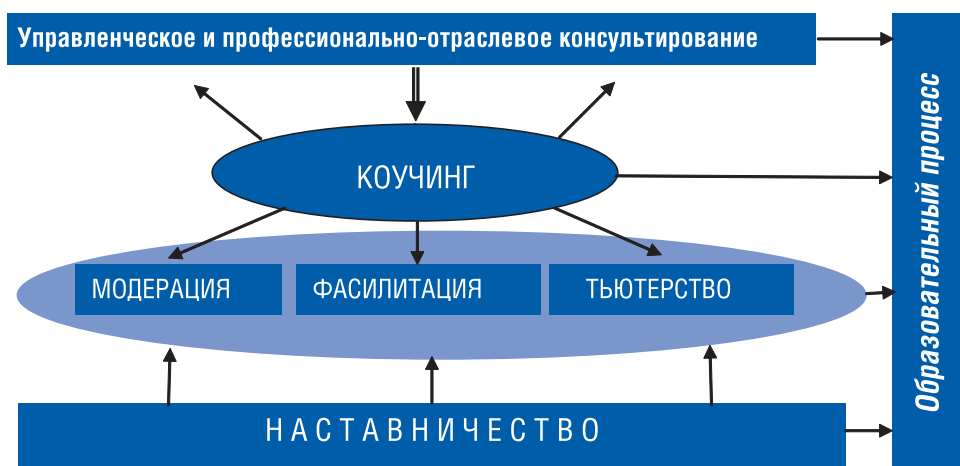 Управленческое и профессионально-отраслевое консультирование
КОУЧИНГ
МОДЕРАЦИЯ
ФАСИЛИТАЦИЯ
ТЬЮТЕРСТВО
НАСТАВНИЧЕСТВО
Образовательный процесс